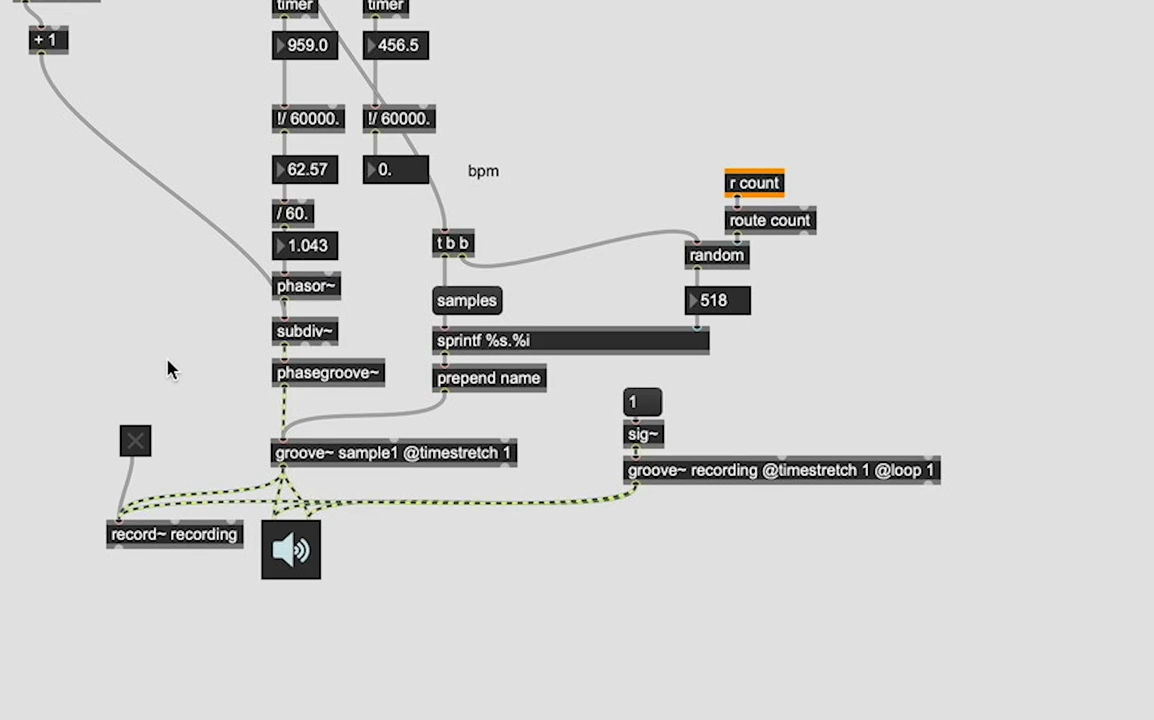 timer
timer
+ 1
959.0
456.5
!/ 60000.
!/ 60000.
62.57
0.
bpm
r count
/ 60.
route count
1.043
t b b
random
phasor~
samples
518
subdiv~
sprintf %s.%i
phasegroove~
prepend name
1
sig~
groove~ sample1 @timestretch 1
groove~ recording @timestretch 1 @loop 1
record~ recording